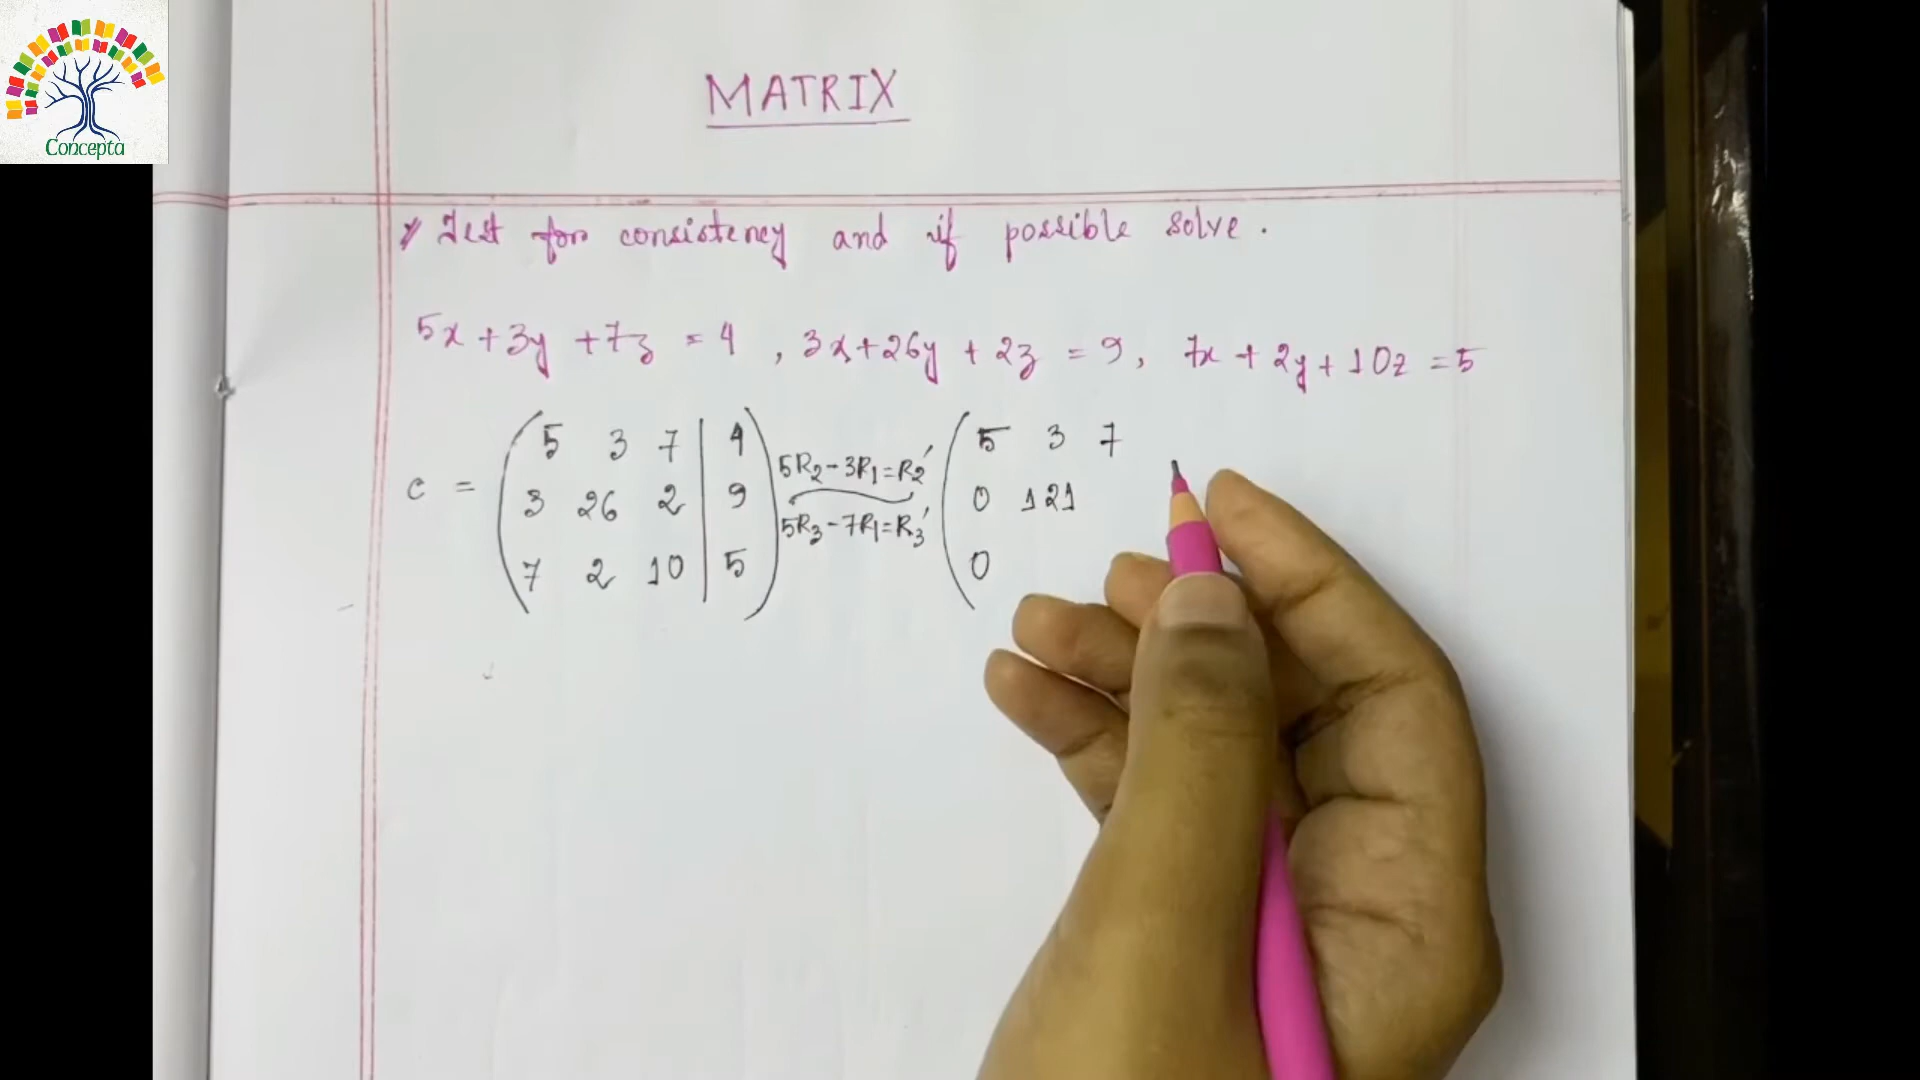 Concepta
MATRIX
Test for consistency and if possible solve.
5x + 3y + 7z = 4 , 3x + 26y + 2z = 9, 7x + 2y + 10z = 5
c = ( 5 3 7 | 4 5R2 - 3R1 = R2' ( 5 3 7
3 26 2 | 9 0 121
7 2 10 | 5 ) 5R3 - 7R1 = R3' 0